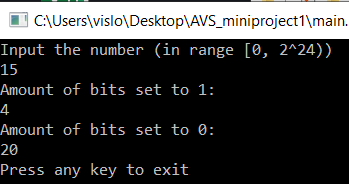 C:\Users\vislo\Desktop\AVS_miniproject1\main.
Input the number (in range [0, 2^24))
15
Amount of bits set to 1:
4
Amount of bits set to 0:
20
Press any key to exit